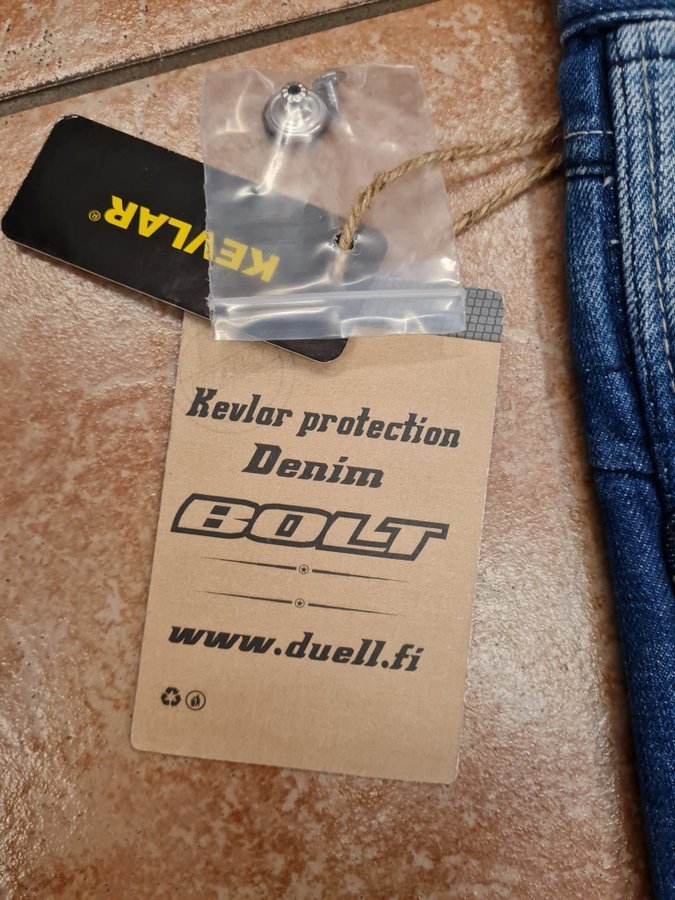 KEVLAR®
Kevlar protection
Denim
BOLT
www.duell.fi